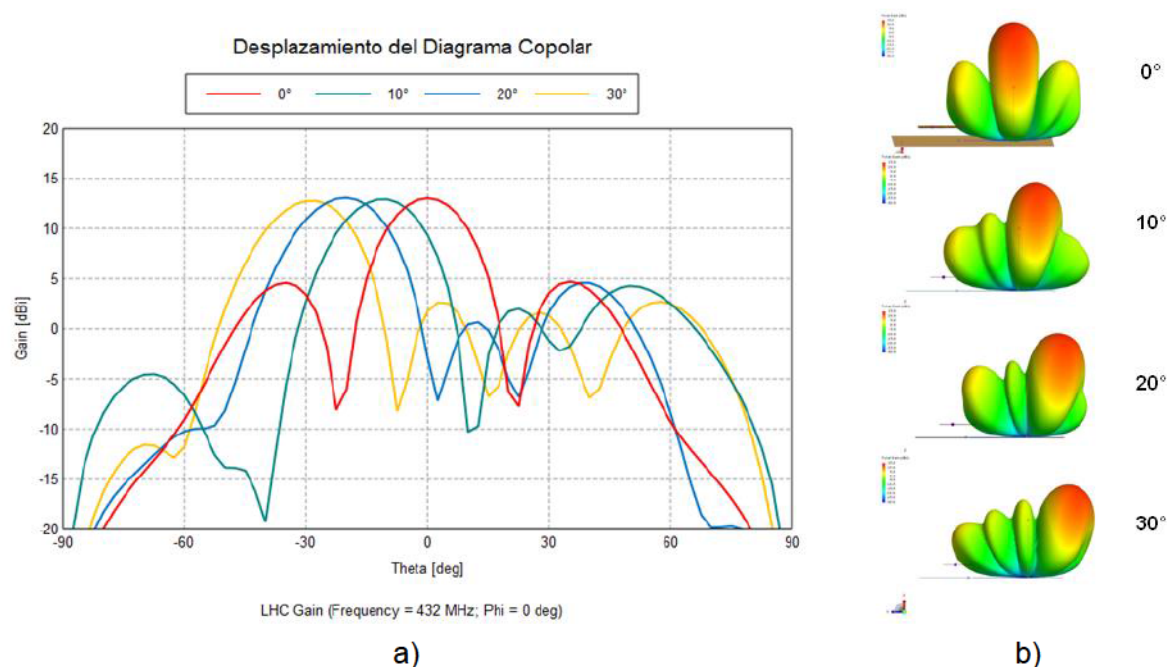 Desplazamiento del Diagrama Copolar
0° 10° 20° 30°
20
15
10
5
0
-5
-10
-15
-20
Gain [dBi]
-90 -60 -30 0 30 60 90
Theta [deg]
LHC Gain (Frequency = 432 MHz; Phi = 0 deg)
a)
0°
10°
20°
30°
b)